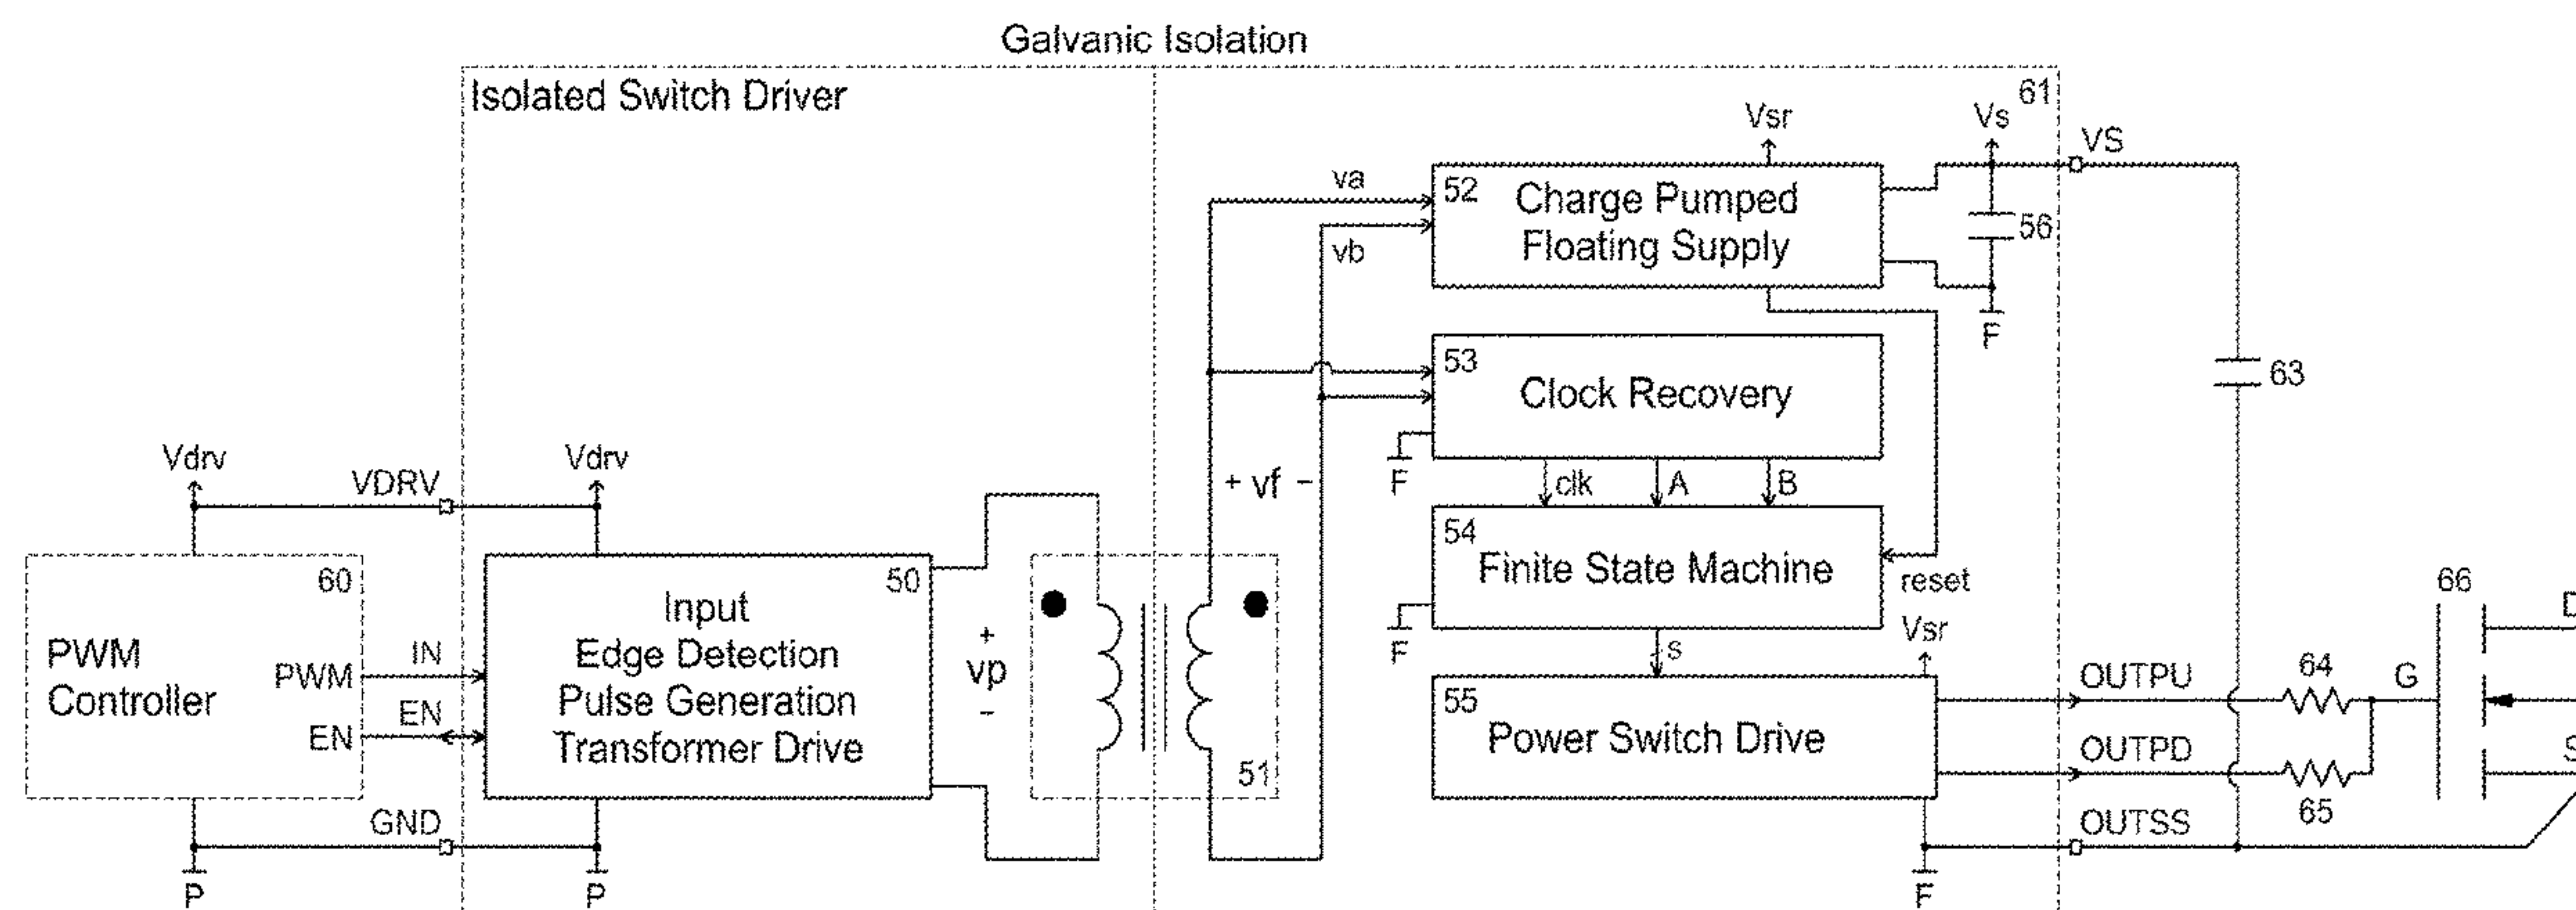 Galvanic Isolation
Isolated Switch Driver
61
Vsr
Vs
VS
va
vb
52
Charge Pumped
Floating Supply
56
F
53
Clock Recovery
63
F
+ vf −
clk
A
B
Vdrv
VDRV
Vdrv
54
Finite State Machine
reset
F
s
Vsr
60
PWM
Controller
PWM
EN
IN
EN
50
Input
Edge Detection
Pulse Generation
Transformer Drive
+
vp
−
51
55
Power Switch Drive
OUTPU
64
G
66
D
OUTPD
65
S
OUTSS
GND
P
P
F